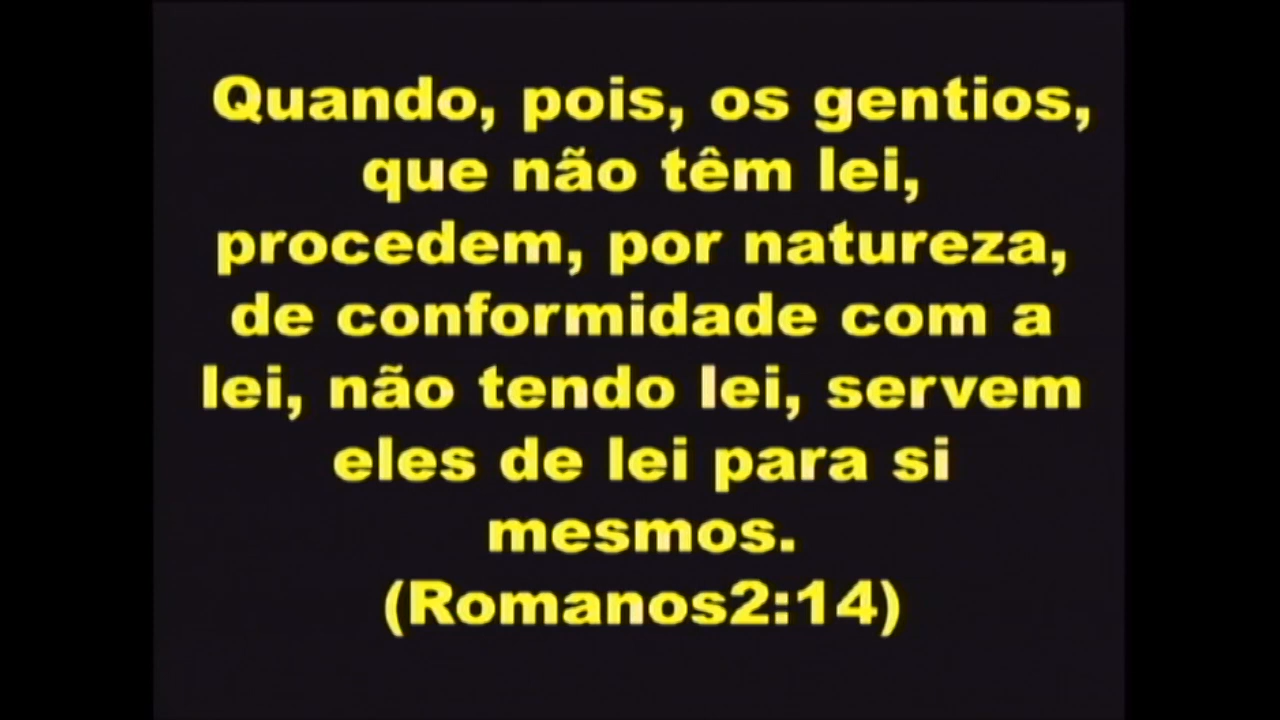 Quando, pois, os gentios,
que não têm lei,
procedem, por natureza,
de conformidade com a
lei, não tendo lei, servem
eles de lei para si
mesmos.
(Romanos2:14)